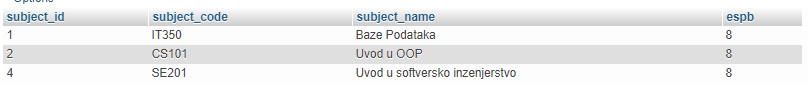 Options
subject_id subject_code subject_name espb
1 IT350 Baze Podataka 8
2 CS101 Uvod u OOP 8
4 SE201 Uvod u softversko inzenjerstvo 8